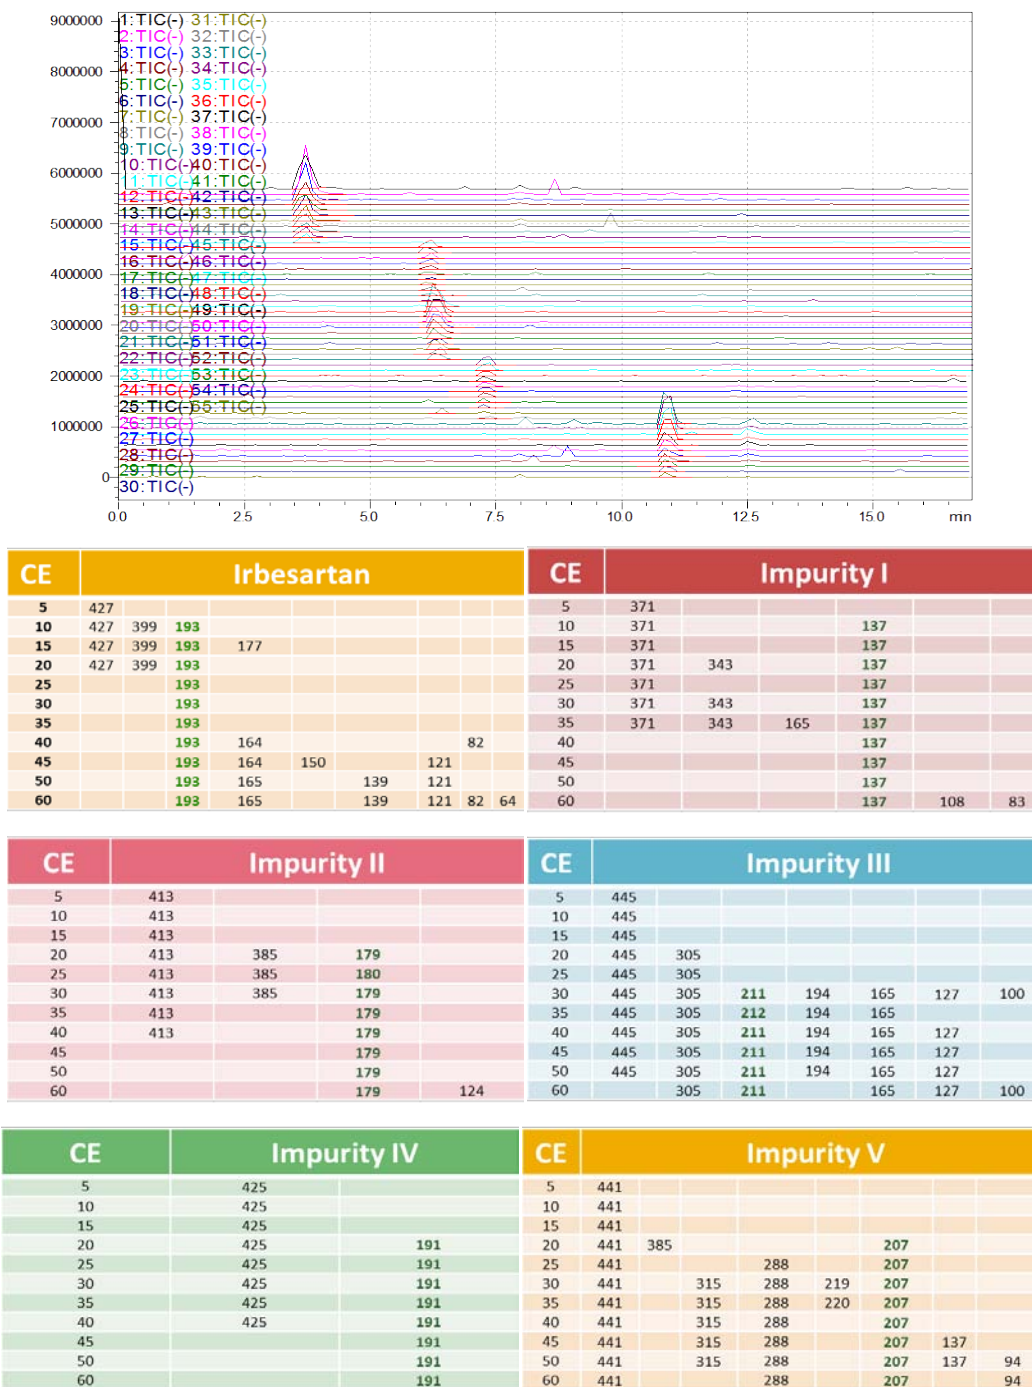 9000000
8000000
7000000
6000000
5000000
4000000
3000000
2000000
1000000
0
1:TIC(-) 31:TIC(-)
2:TIC(-) 32:TIC(-)
3:TIC(-) 33:TIC(-)
4:TIC(-) 34:TIC(-)
5:TIC(-) 35:TIC(-)
6:TIC(-) 36:TIC(-)
7:TIC(-) 37:TIC(-)
8:TIC(-) 38:TIC(-)
9:TIC(-) 39:TIC(-)
10:TIC(-) 40:TIC(-)
11:TIC(-) 41:TIC(-)
12:TIC(-) 42:TIC(-)
13:TIC(-) 43:TIC(-)
14:TIC(-) 44:TIC(-)
15:TIC(-) 45:TIC(-)
16:TIC(-) 46:TIC(-)
17:TIC(-) 47:TIC(-)
18:TIC(-) 48:TIC(-)
19:TIC(-) 49:TIC(-)
20:TIC(-) 50:TIC(-)
21:TIC(-) 51:TIC(-)
22:TIC(-) 52:TIC(-)
23:TIC(-) 53:TIC(-)
24:TIC(-) 54:TIC(-)
25:TIC(-) 55:TIC(-)
26:TIC(-)
27:TIC(-)
28:TIC(-)
29:TIC(-)
30:TIC(-)
0.0 2.5 5.0 7.5 10.0 12.5 15.0 min
CE Irbesartan
5 427
10 427 399 193
15 427 399 193 177
20 427 399 193
25 193
30 193
35 193
40 193 164 82
45 193 164 150 121
50 193 165 139 121
60 193 165 139 121 82 64
CE Impurity I
5 371
10 371 137
15 371 137
20 371 343 137
25 371 137
30 371 343 137
35 371 343 165 137
40 137
45 137
50 137
60 137 108 83
CE Impurity II
5 413
10 413
15 413
20 413 385 179
25 413 385 180
30 413 385 179
35 413 179
40 413 179
45 179
50 179
60 179 124
CE Impurity III
5 445
10 445
15 445
20 445 305
25 445 305
30 445 305 211 194 165 127 100
35 445 305 212 194 165
40 445 305 211 194 165 127
45 445 305 211 194 165 127
50 445 305 211 194 165 127
60 305 211 165 127 100
CE Impurity IV
5 425
10 425
15 425
20 425 191
25 425 191
30 425 191
35 425 191
40 425 191
45 191
50 191
60 191
CE Impurity V
5 441
10 441
15 441
20 441 385 207
25 441 288 207
30 441 315 288 219 207
35 441 315 288 220 207
40 441 315 288 207
45 441 315 288 207 137
50 441 315 288 207 137 94
60 441 288 207 94